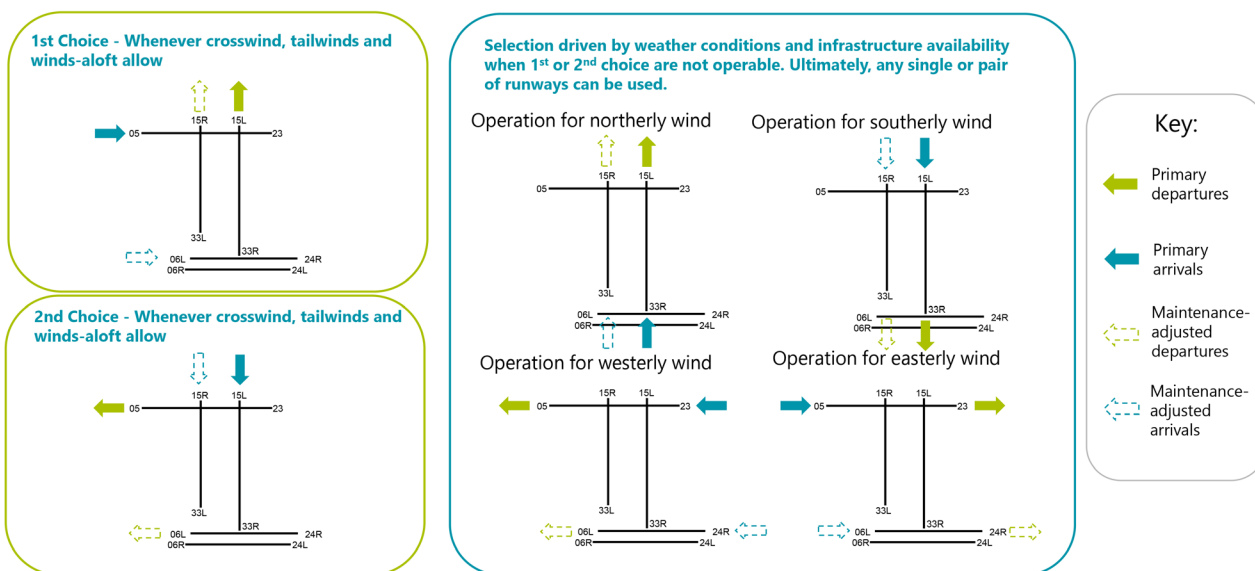 1st Choice - Whenever crosswind, tailwinds and
winds-aloft allow
15R 15L
05 23
33L
33R
06L 24R
06R 24L
2nd Choice - Whenever crosswind, tailwinds and
winds-aloft allow
15R 15L
05 23
33L
33R
06L 24R
06R 24L
Selection driven by weather conditions and infrastructure availability
when 1st or 2nd choice are not operable. Ultimately, any single or pair
of runways can be used.
Operation for northerly wind
15R 15L
05 23
33L
33R
06L 24R
06R 24L
Operation for southerly wind
15R 15L
05 23
33L
33R
06L 24R
06R 24L
Operation for westerly wind
15R 15L
05 23
33L
33R
06L 24R
06R 24L
Operation for easterly wind
15R 15L
05 23
33L
33R
06L 24R
06R 24L
Key:
Primary
departures
Primary
arrivals
Maintenance-
adjusted
departures
Maintenance-
adjusted
arrivals